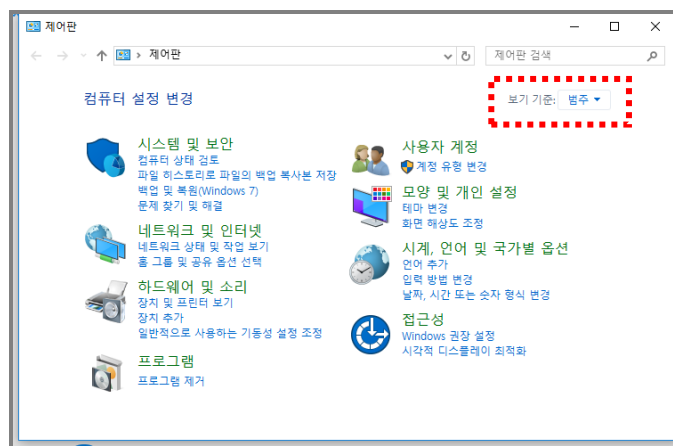 제어판
제어판
제어판 검색
컴퓨터 설정 변경
보기 기준: 범주
시스템 및 보안
컴퓨터 상태 검토
파일 히스토리로 파일의 백업 복사본 저장
백업 및 복원(Windows 7)
문제 찾기 및 해결
네트워크 및 인터넷
네트워크 상태 및 작업 보기
홈 그룹 및 공유 옵션 선택
하드웨어 및 소리
장치 및 프린터 보기
장치 추가
일반적으로 사용하는 기동성 설정 조정
프로그램
프로그램 제거
사용자 계정
계정 유형 변경
모양 및 개인 설정
테마 변경
화면 해상도 조정
시계, 언어 및 국가별 옵션
언어 추가
입력 방법 변경
날짜, 시간 또는 숫자 형식 변경
접근성
Windows 권장 설정
시각적 디스플레이 최적화